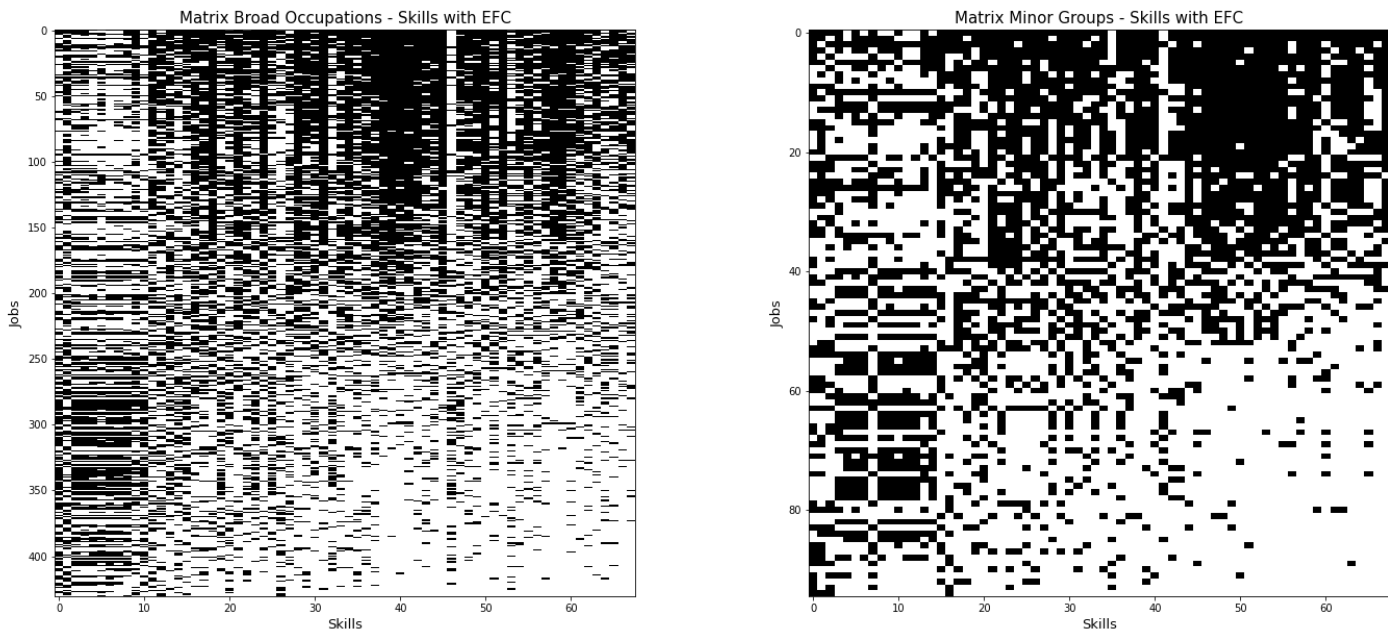 Matrix Broad Occupations - Skills with EFC
0
50
100
150
200
250
300
350
400
Jobs
0 10 20 30 40 50 60
Skills
Matrix Minor Groups - Skills with EFC
0
20
40
60
80
Jobs
0 10 20 30 40 50 60
Skills